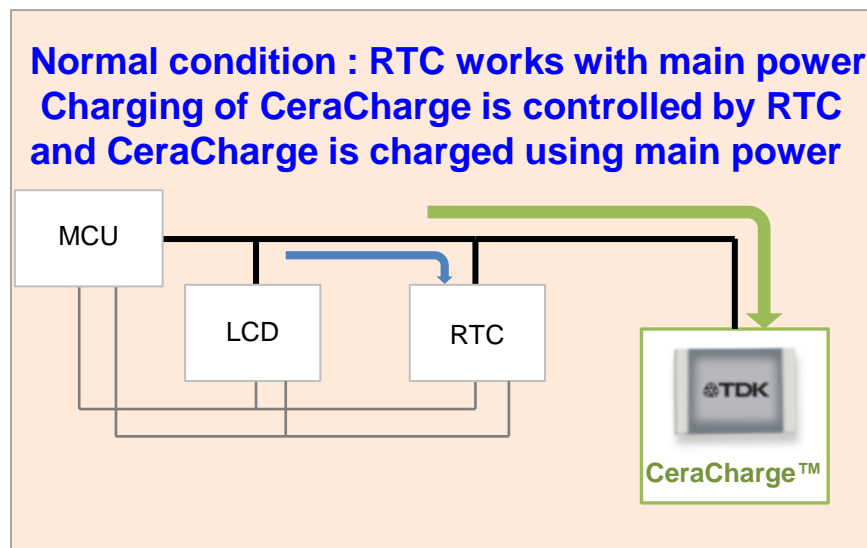 Normal condition : RTC works with main power
Charging of CeraCharge is controlled by RTC
and CeraCharge is charged using main power
MCU
LCD
RTC
TDK
CeraCharge™